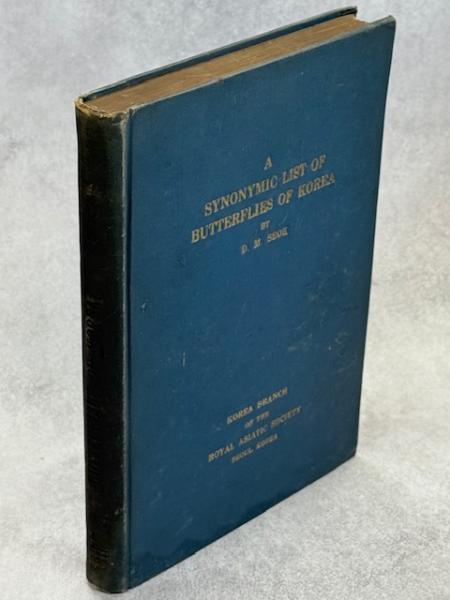 A
SYNONYMIC LIST OF
BUTTERFLIES OF KOREA
BY
D. M SEOK
KOREA BRANCH
OF THE
ROYAL ASIATIC SOCIETY
SEOUL, KOREA